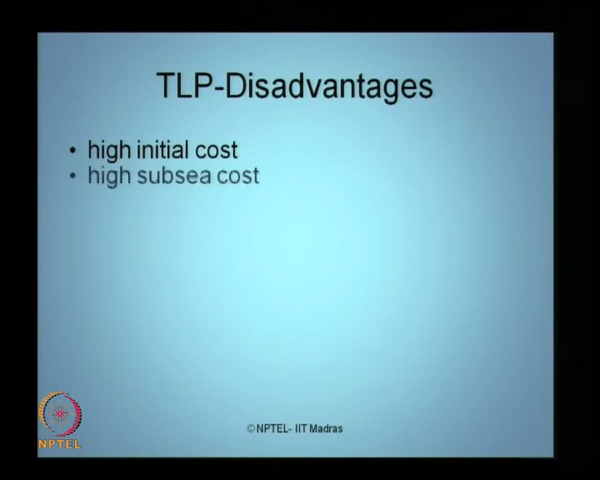 TLP-Disadvantages
• high initial cost
• high subsea cost
NPTEL
©NPTEL- IIT Madras